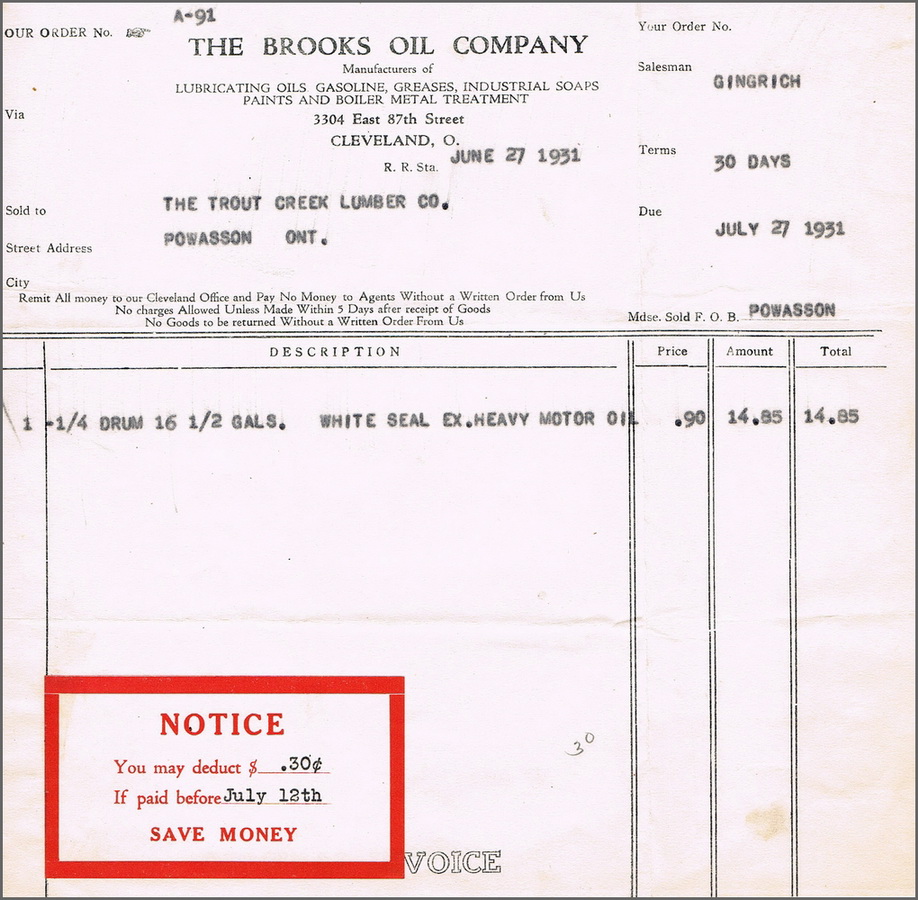 A-91
OUR ORDER No.
THE BROOKS OIL COMPANY
Manufacturers of
LUBRICATING OILS GASOLINE, GREASES, INDUSTRIAL SOAPS
PAINTS AND BOILER METAL TREATMENT
3304 East 87th Street
CLEVELAND, O.
R. R. Sta. JUNE 27 1931
Your Order No.
Salesman GINGRICH
Via
Terms 30 DAYS
Sold to THE TROUT CREEK LUMBER CO.
Due JULY 27 1931
Street Address POWASSON ONT.
City
Remit All money to our Cleveland Office and Pay No Money to Agents Without a Written Order from Us
No charges Allowed Unless Made Within 5 Days after receipt of Goods
No Goods to be returned Without a Written Order From Us
Mdse. Sold F. O. B. POWASSON
DESCRIPTION Price Amount Total
1 -1/4 DRUM 16 1/2 GALS. WHITE SEAL EX.HEAVY MOTOR OIL .90 14.85 14.85
NOTICE
You may deduct $ .30¢
If paid before July 12th
SAVE MONEY
30
VOICE